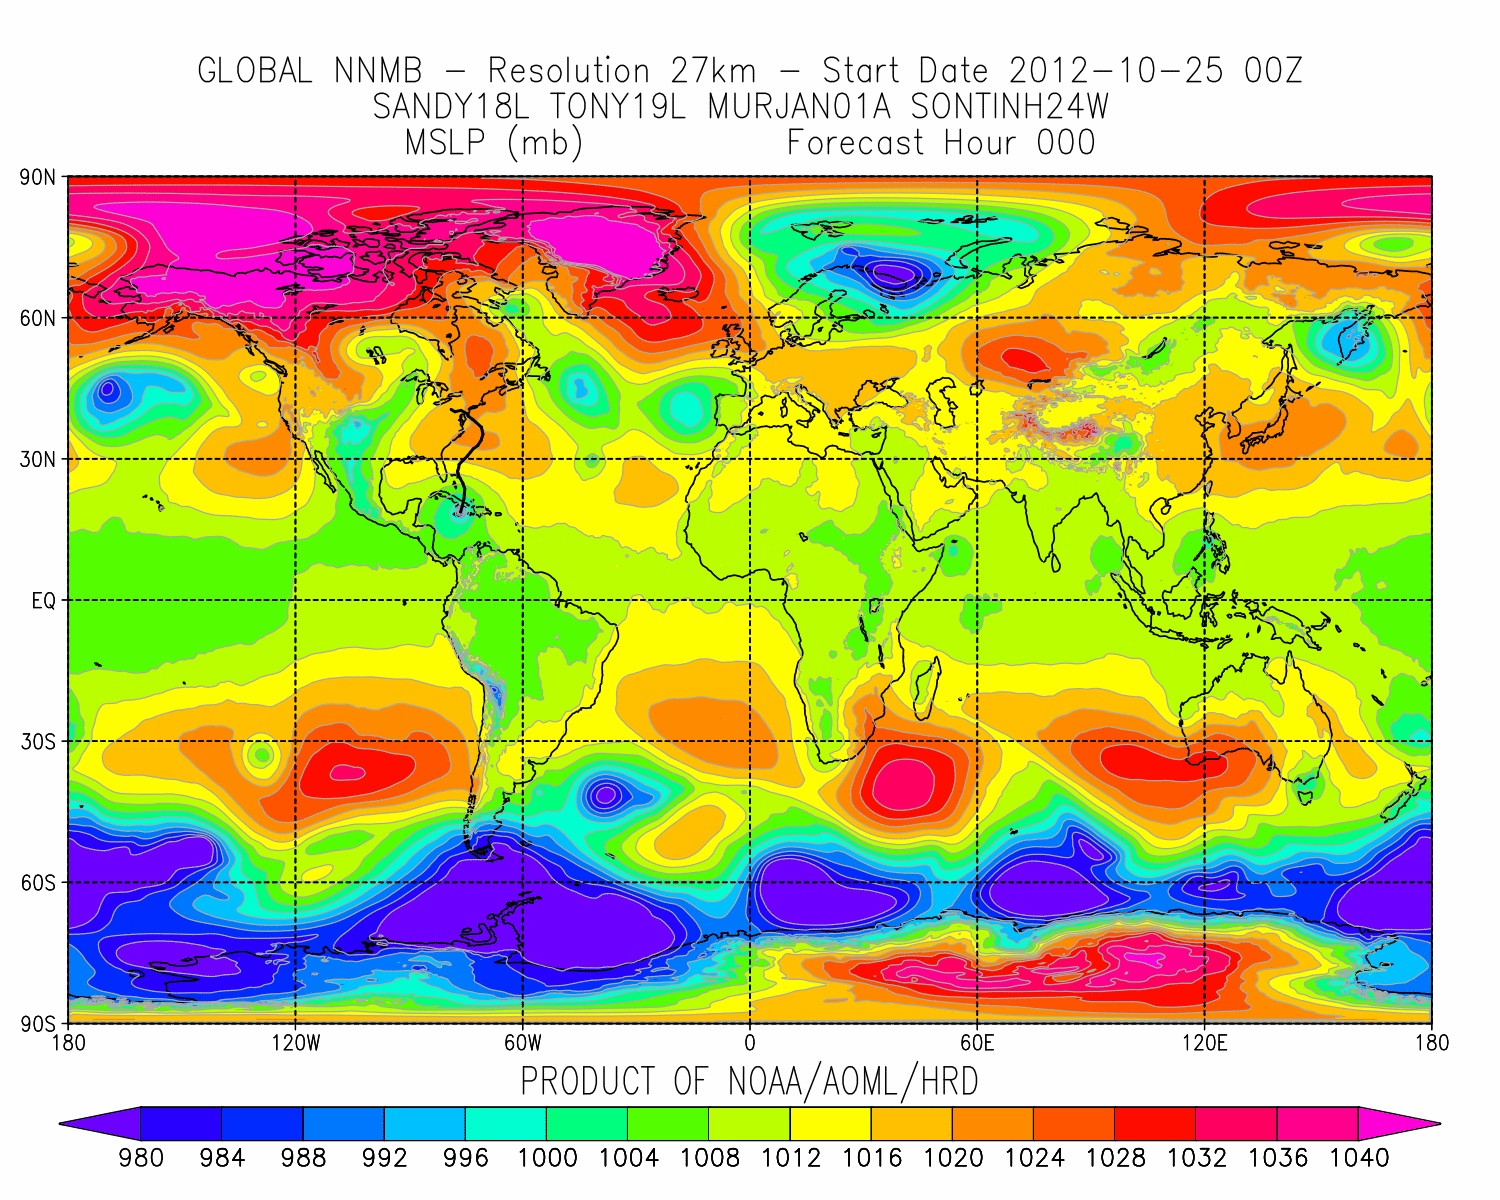 GLOBAL NNMB – Resolution 27km – Start Date 2012–10–25 00Z
SANDY18L TONY19L MURJAN01A SONTINH24W
MSLP (mb) Forecast Hour 000
90N
60N
30N
EQ
30S
60S
90S
180 120W 60W 0 60E 120E 180
PRODUCT OF NOAA/AOML/HRD
980 984 988 992 996 1000 1004 1008 1012 1016 1020 1024 1028 1032 1036 1040